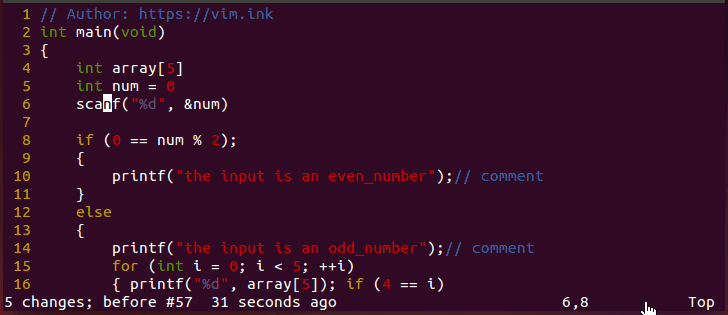 1 // Author: https://vim.ink
2 int main(void)
3 {
4     int array[5]
5     int num = 0
6     scanf("%d", &num)
7
8     if (0 == num % 2);
9     {
10         printf("the input is an even_number");// comment
11     }
12     else
13     {
14         printf("the input is an odd_number");// comment
15         for (int i = 0; i < 5; ++i)
16         { printf("%d", array[5]); if (4 == i)
5 changes; before #57  31 seconds ago    6,8    Top